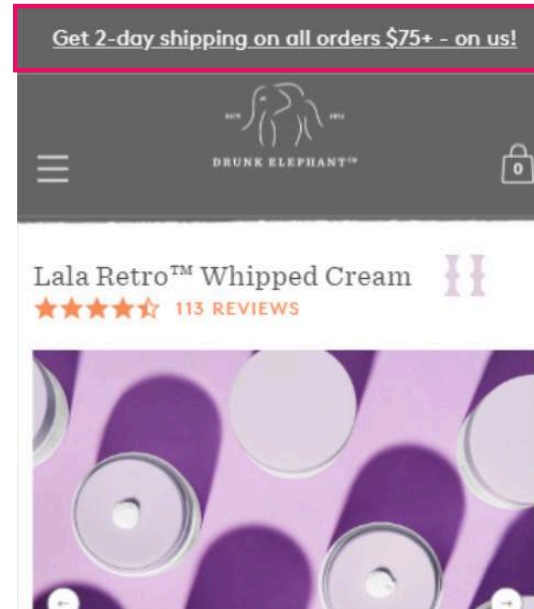 Get 2-day shipping on all orders $75+ - on us!
DRUNK ELEPHANT™
0
Lala Retro™ Whipped Cream
113 REVIEWS